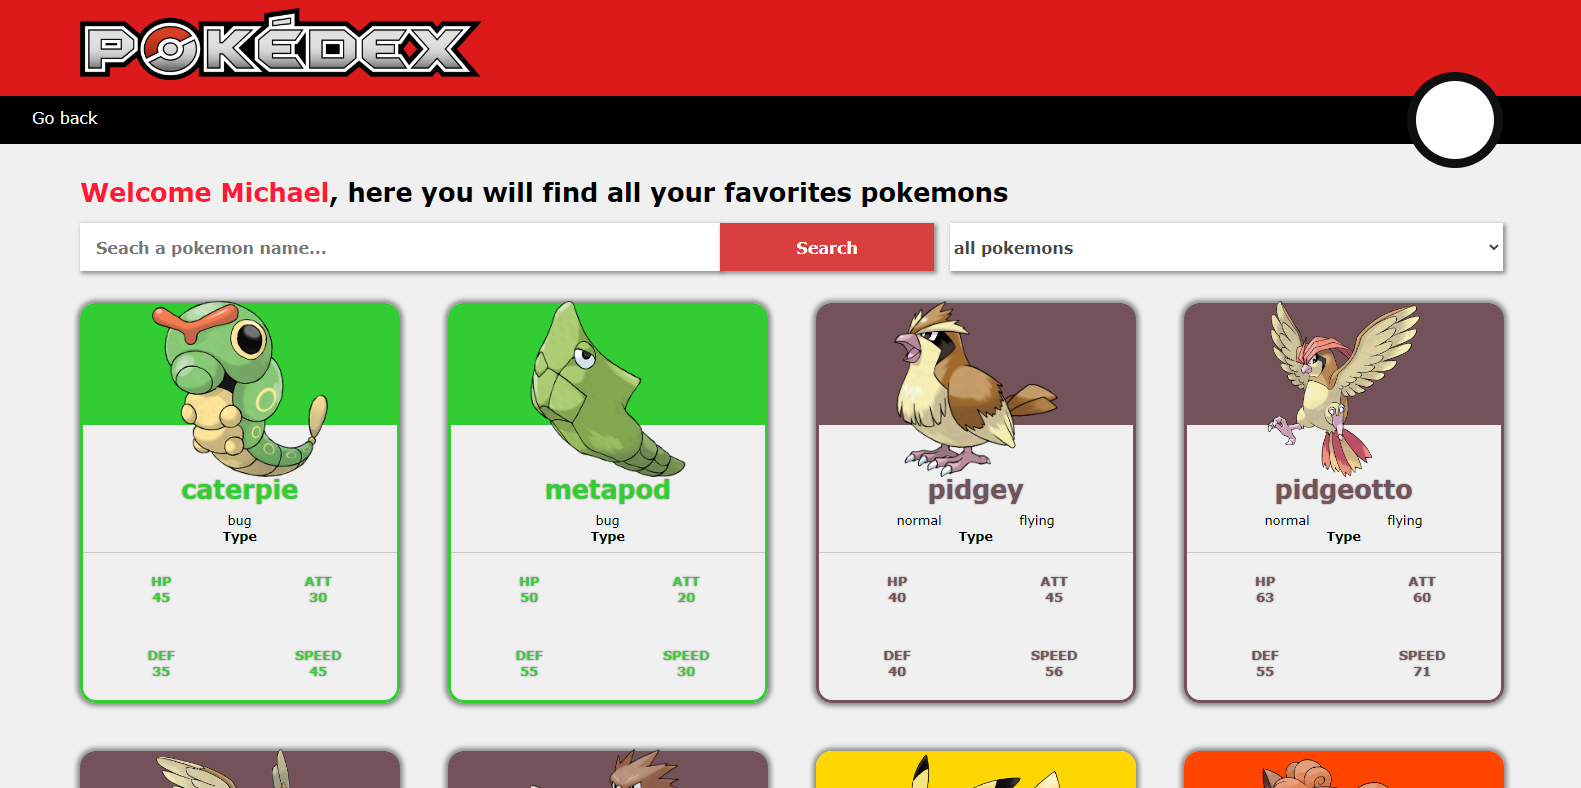 POKÉDEX
Go back
Welcome Michael, here you will find all your favorites pokemons
Seach a pokemon name...
Search
all pokemons
caterpie
bug
Type
HP ATT
45 30
DEF SPEED
35 45
metapod
bug
Type
HP ATT
50 20
DEF SPEED
55 30
pidgey
normal flying
Type
HP ATT
40 45
DEF SPEED
40 56
pidgeotto
normal flying
Type
HP ATT
63 60
DEF SPEED
55 71